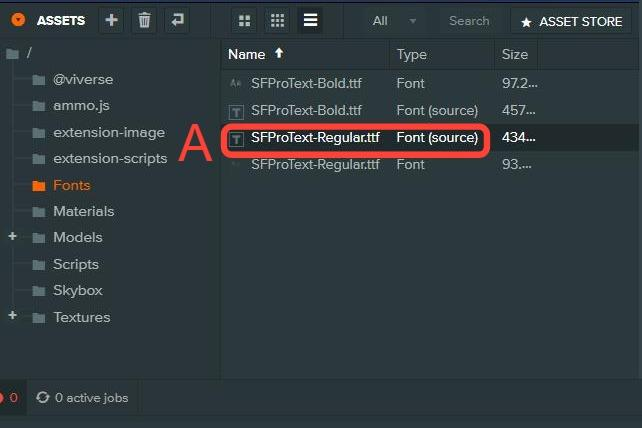 ASSETS All Search ★ ASSET STORE
/
@viverse
ammo.js
extension-image
extension-scripts
Fonts
Materials
Models
Scripts
Skybox
Textures
Name Type Size
Aa SFProText-Bold.ttf Font 97.2...
T SFProText-Bold.ttf Font (source) 457...
A
T SFProText-Regular.ttf Font (source) 434...
SFProText-Regular.ttf Font 93....
0 0 active jobs